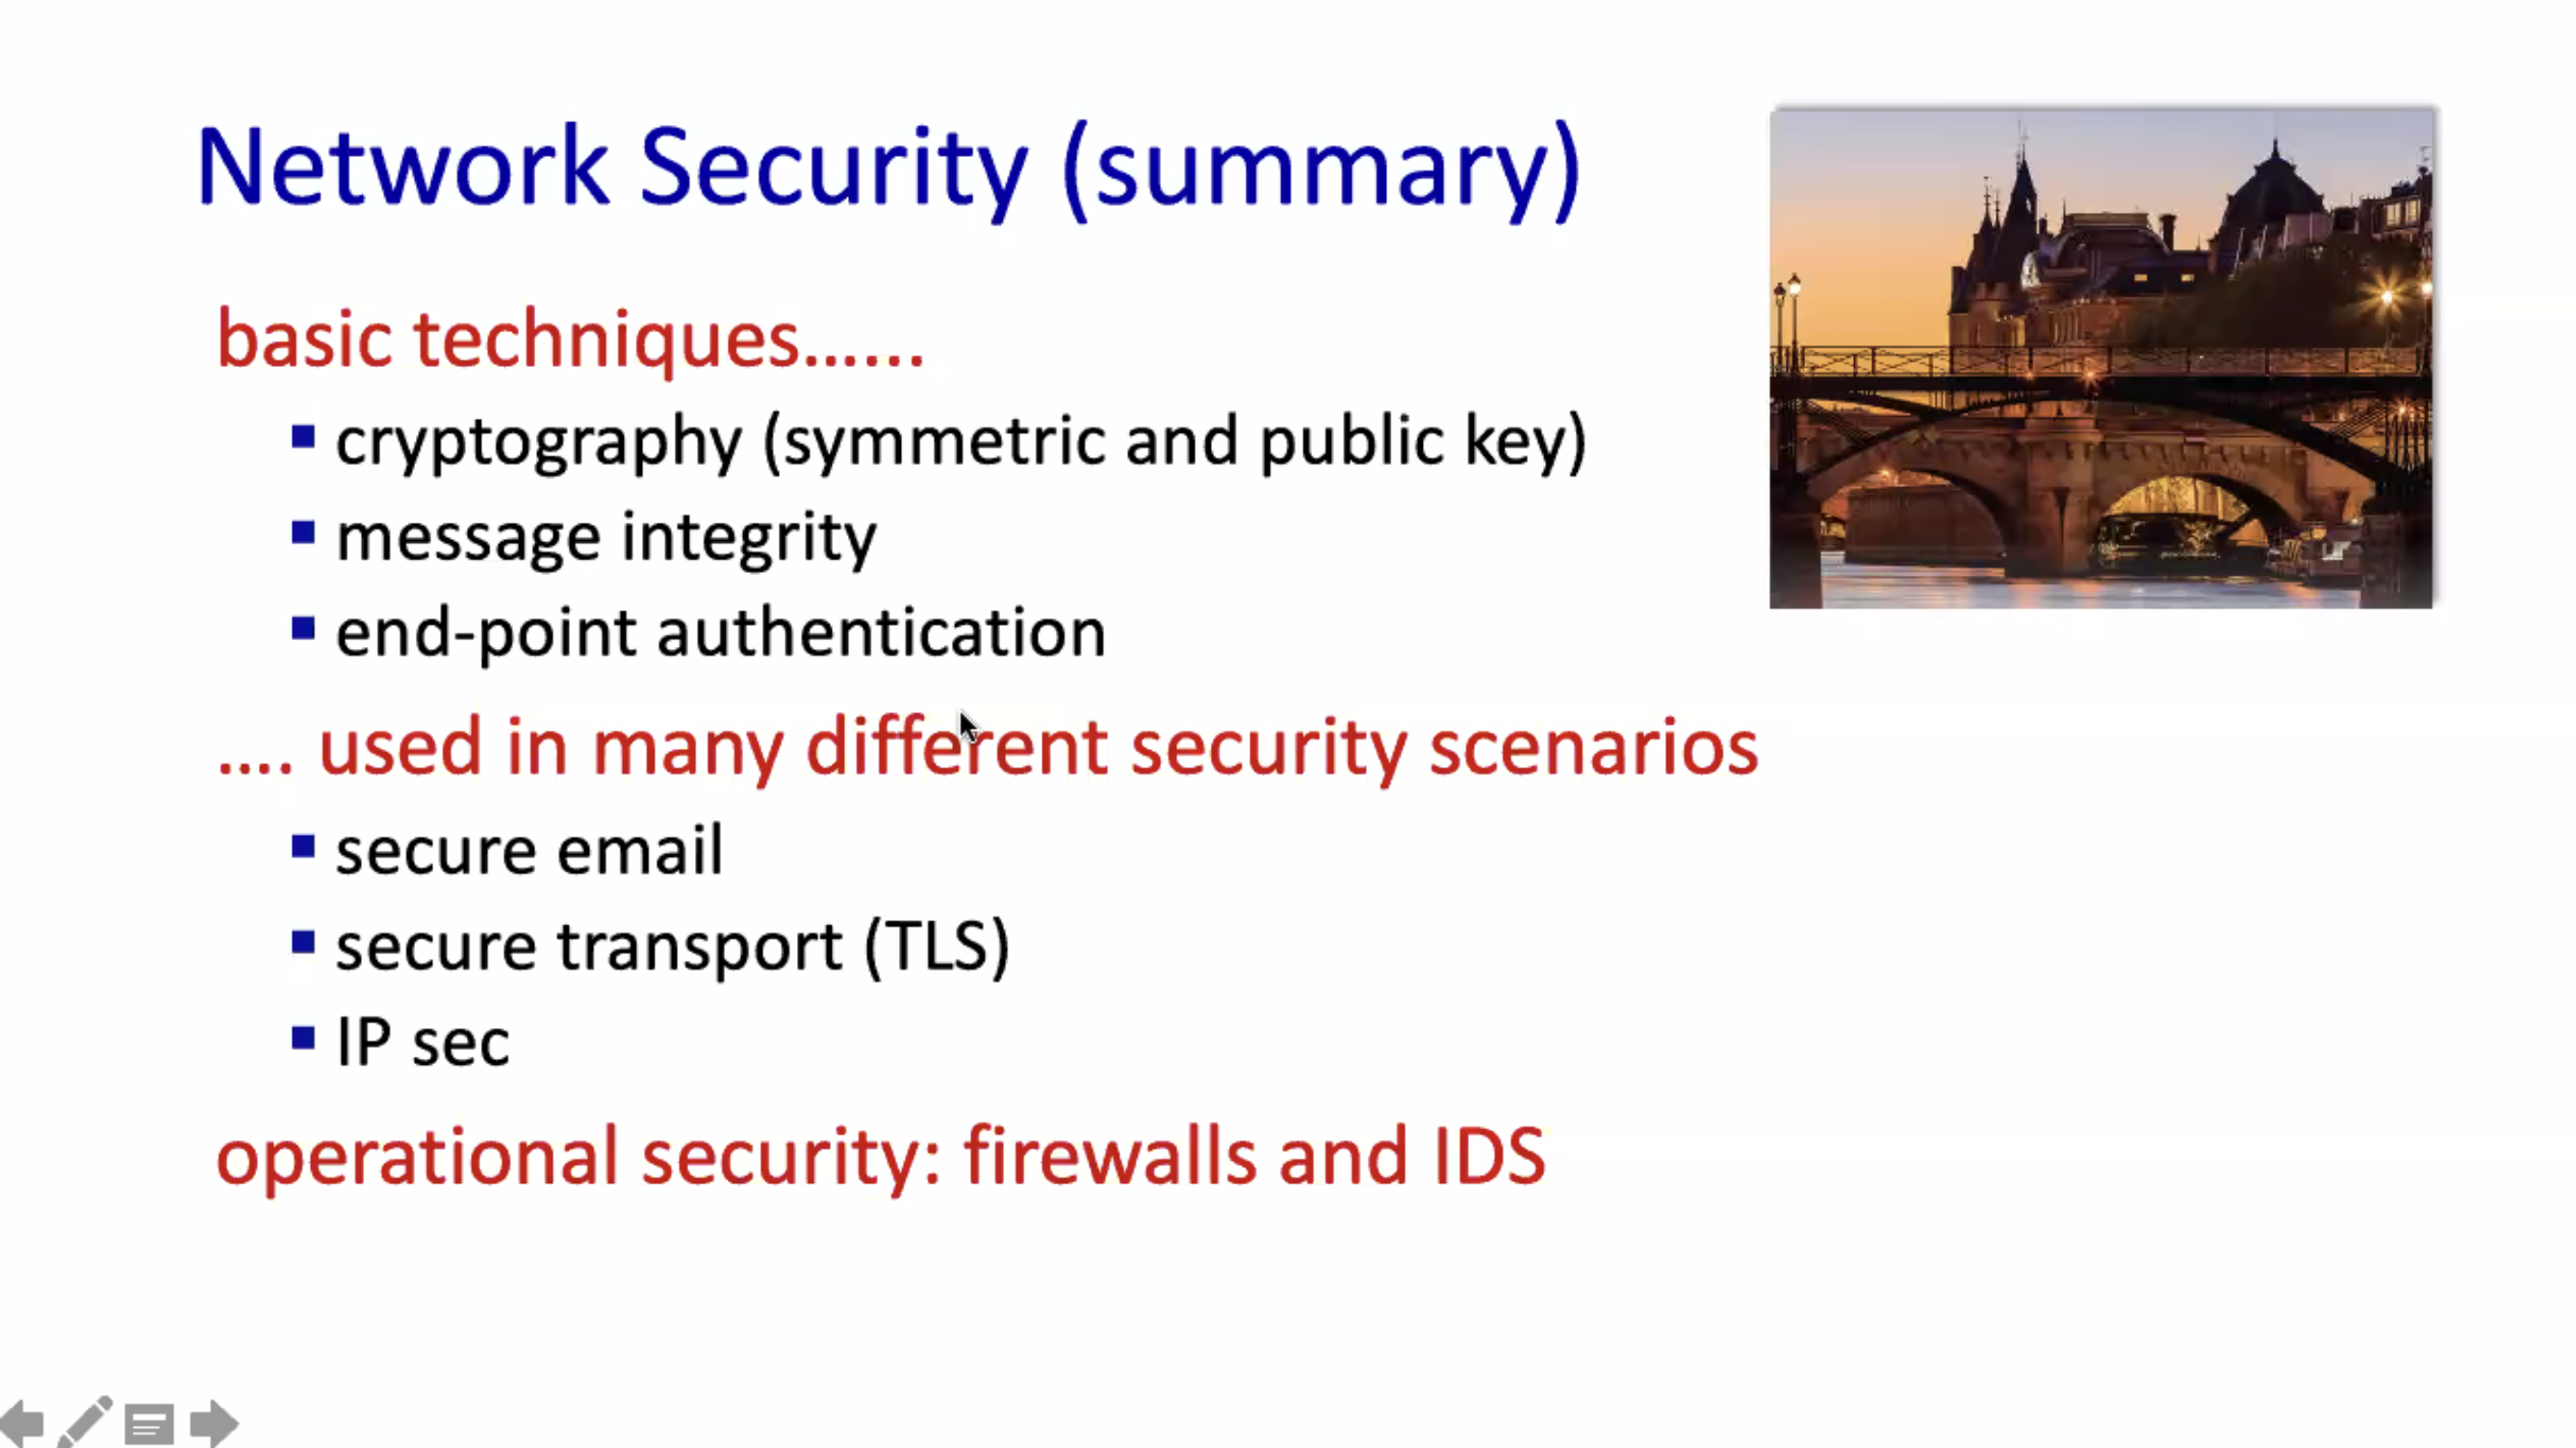 Network Security (summary)
basic techniques......
cryptography (symmetric and public key)
message integrity
end-point authentication
.... used in many different security scenarios
secure email
secure transport (TLS)
IP sec
operational security: firewalls and IDS